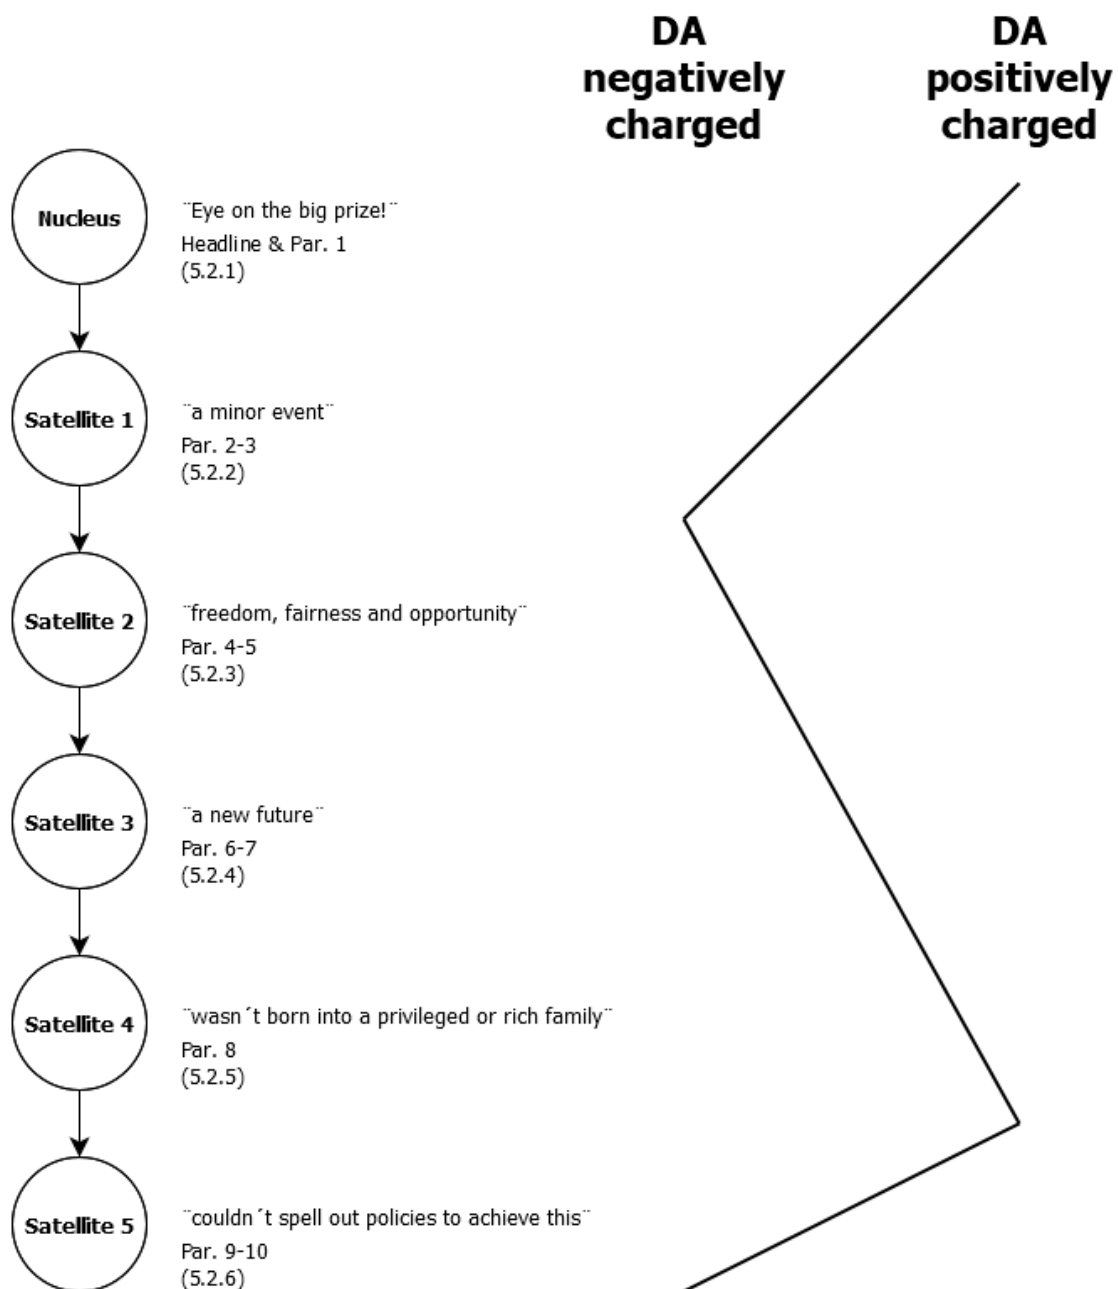 DA
negatively
charged
DA
positively
charged
Nucleus
¨Eye on the big prize!¨
Headline & Par. 1
(5.2.1)
Satellite 1
¨a minor event¨
Par. 2-3
(5.2.2)
Satellite 2
¨freedom, fairness and opportunity¨
Par. 4-5
(5.2.3)
Satellite 3
¨a new future¨
Par. 6-7
(5.2.4)
Satellite 4
¨wasn´t born into a privileged or rich family¨
Par. 8
(5.2.5)
Satellite 5
¨couldn´t spell out policies to achieve this¨
Par. 9-10
(5.2.6)